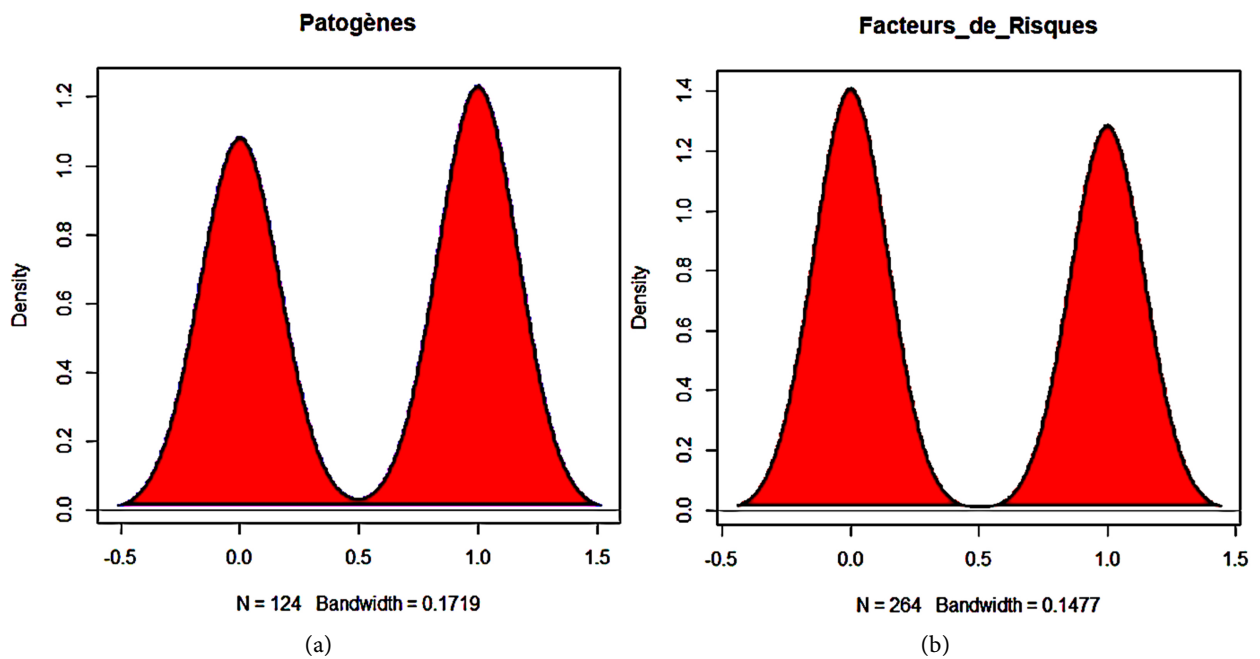 Patogènes
Density
0.0 0.2 0.4 0.6 0.8 1.0 1.2
-0.5 0.0 0.5 1.0 1.5
N = 124 Bandwidth = 0.1719
(a)
Facteurs_de_Risques
Density
0.0 0.2 0.4 0.6 0.8 1.0 1.2 1.4
-0.5 0.0 0.5 1.0 1.5
N = 264 Bandwidth = 0.1477
(b)